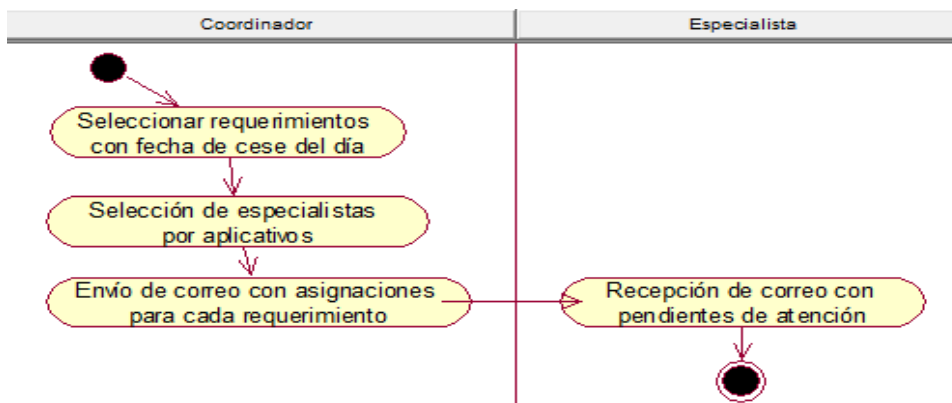 Coordinador
Especialista
Seleccionar requerimientos
con fecha de cese del día
Selección de especialistas
por aplicativos
Envío de correo con asignaciones
para cada requerimiento
Recepción de correo con
pendientes de atención